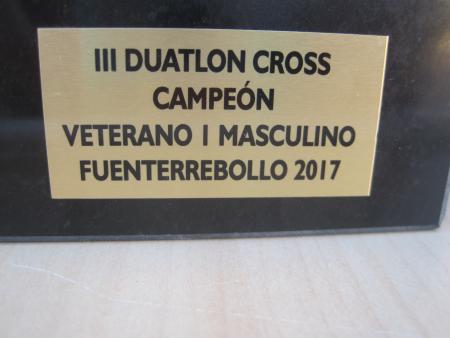 III DUATLON CROSS
CAMPEÓN
VETERANO I MASCULINO
FUENTERREBOLLO 2017